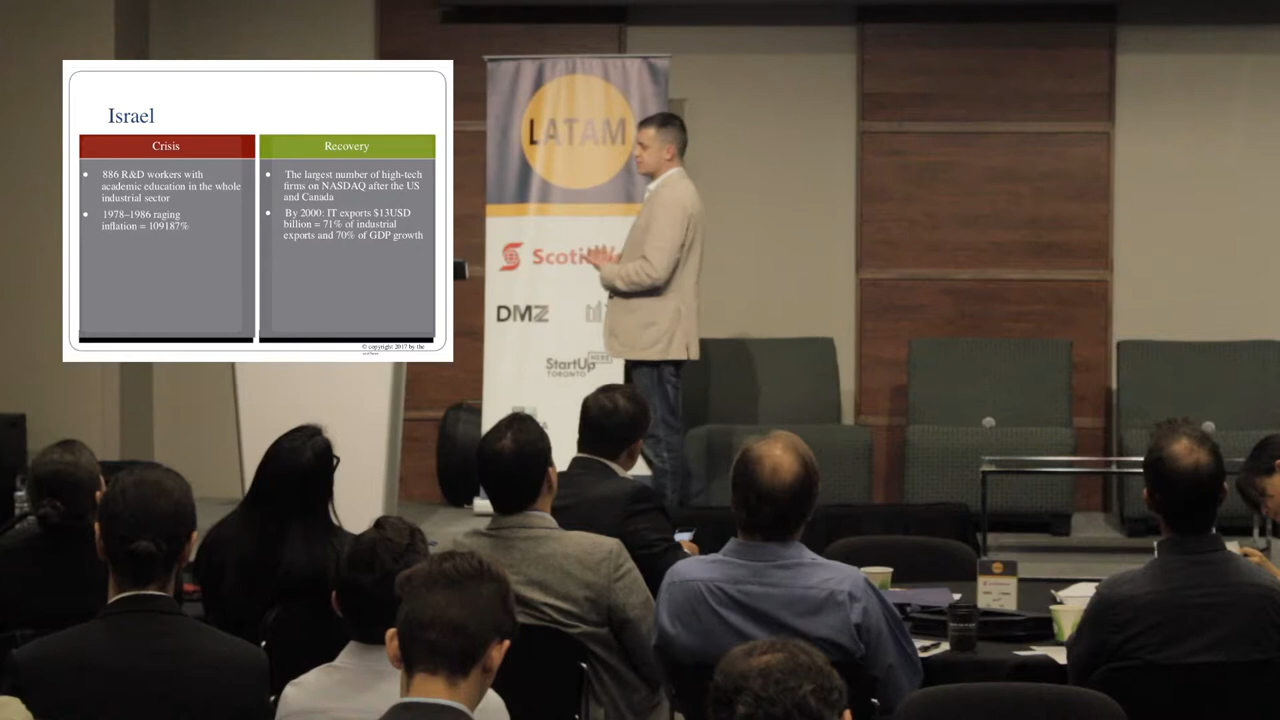 Israel
Crisis
886 R&D workers with
academic education in the whole
industrial sector
1978–1986 raging
inflation = 109187%
Recovery
The largest number of high-tech
firms on NASDAQ after the US
and Canada
By 2000: IT exports $13USD
billion = 71% of industrial
exports and 70% of GDP growth
© copyright 2017 by the
LATAM
DMZ
StartUp
HERE
TORONTO